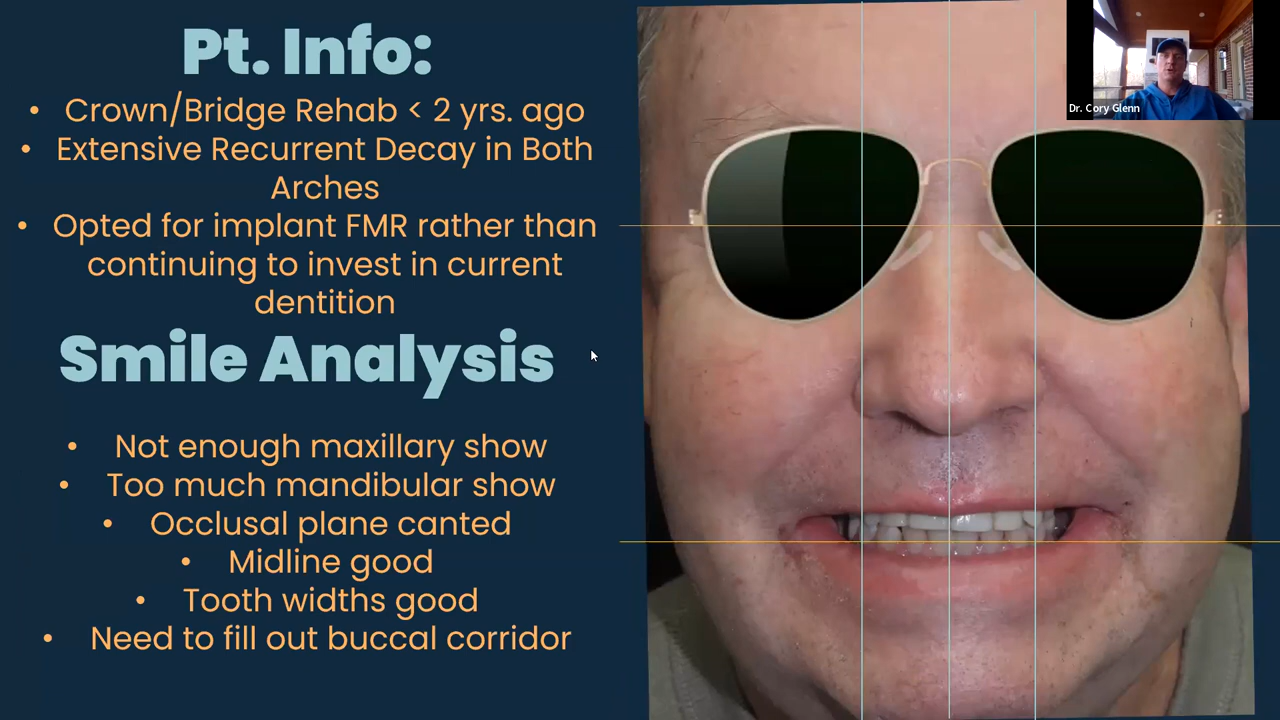 Pt. Info:
• Crown/Bridge Rehab < 2 yrs. ago
• Extensive Recurrent Decay in Both
Arches
• Opted for implant FMR rather than
continuing to invest in current
dentition
Smile Analysis
• Not enough maxillary show
• Too much mandibular show
• Occlusal plane canted
• Midline good
• Tooth widths good
• Need to fill out buccal corridor
Dr. Cory Glenn